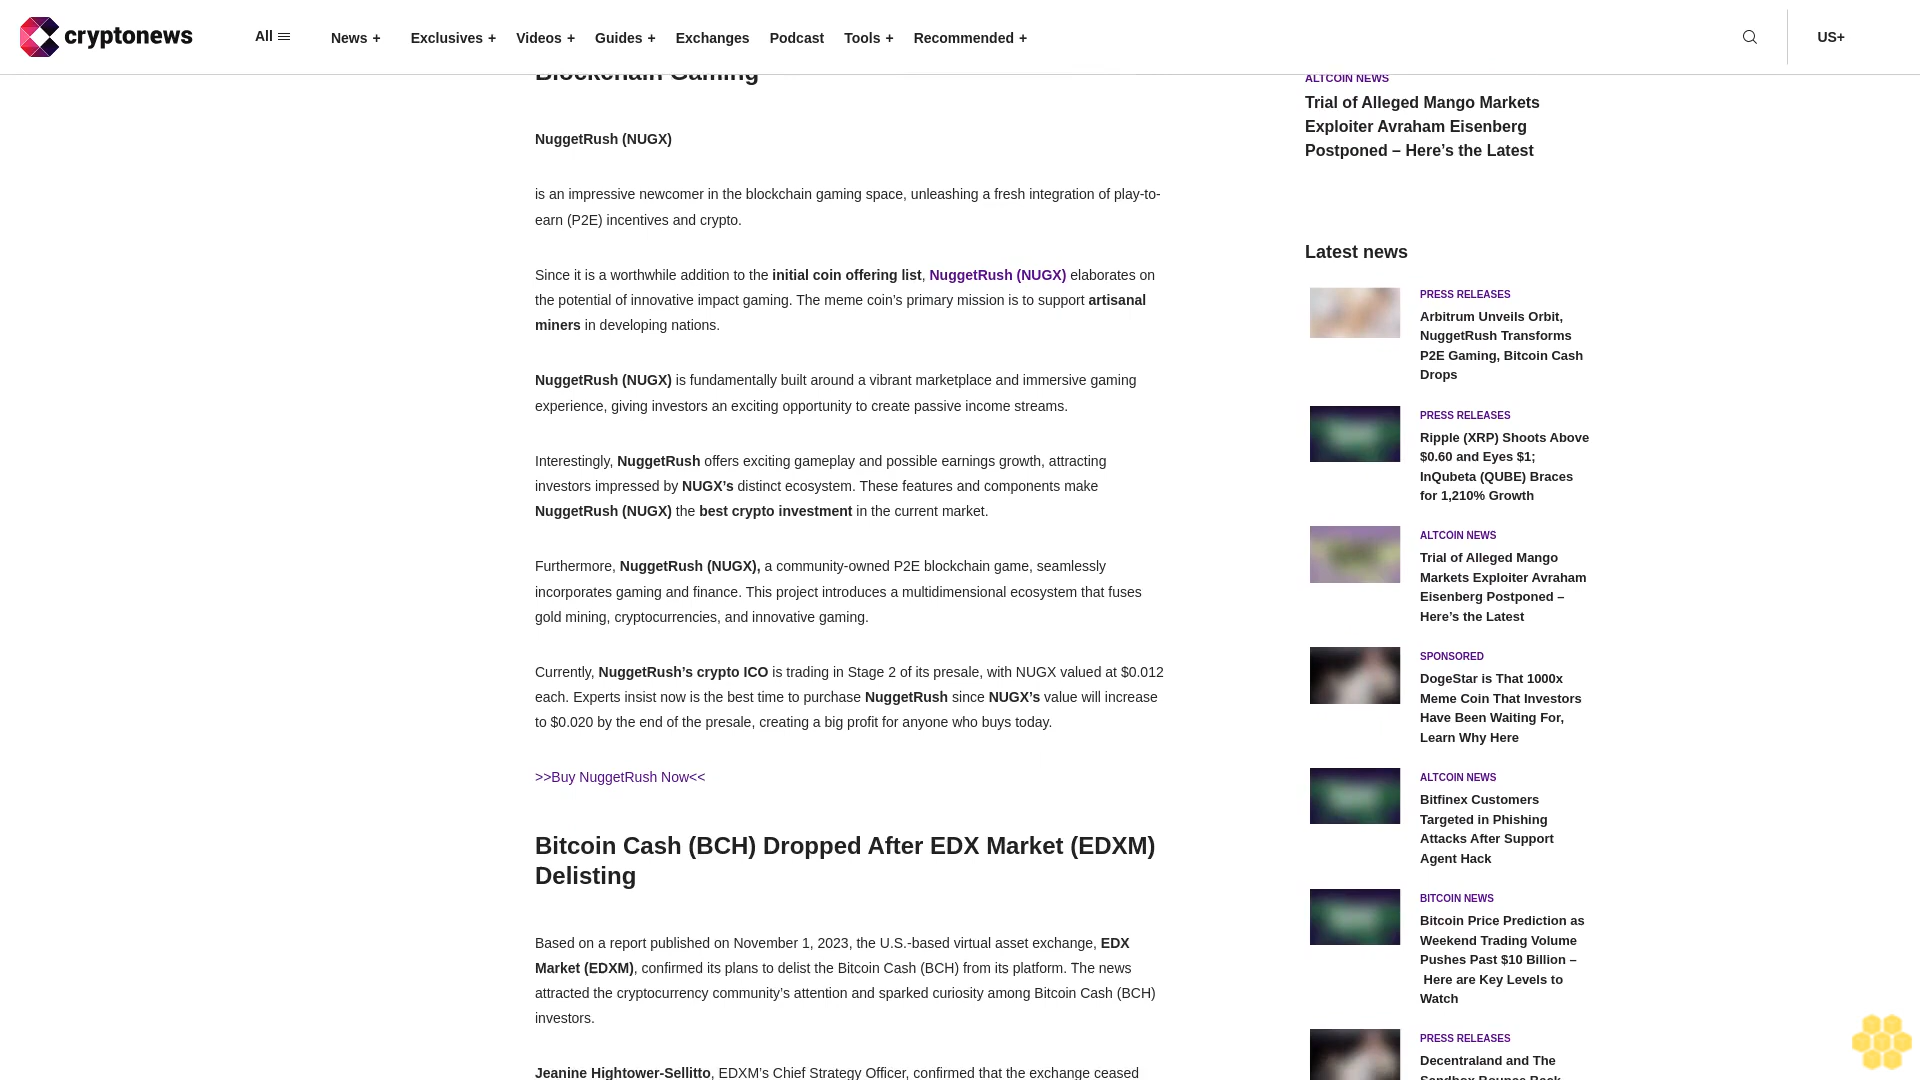 cryptonews
All
News +
Exclusives +
Videos +
Guides +
Exchanges
Podcast
Tools +
Recommended +
US+
Blockchain Gaming
NuggetRush (NUGX)
is an impressive newcomer in the blockchain gaming space, unleashing a fresh integration of play-to-
earn (P2E) incentives and crypto.
Since it is a worthwhile addition to the initial coin offering list, NuggetRush (NUGX) elaborates on
the potential of innovative impact gaming. The meme coin’s primary mission is to support artisanal
miners in developing nations.
NuggetRush (NUGX) is fundamentally built around a vibrant marketplace and immersive gaming
experience, giving investors an exciting opportunity to create passive income streams.
Interestingly, NuggetRush offers exciting gameplay and possible earnings growth, attracting
investors impressed by NUGX’s distinct ecosystem. These features and components make
NuggetRush (NUGX) the best crypto investment in the current market.
Furthermore, NuggetRush (NUGX), a community-owned P2E blockchain game, seamlessly
incorporates gaming and finance. This project introduces a multidimensional ecosystem that fuses
gold mining, cryptocurrencies, and innovative gaming.
Currently, NuggetRush’s crypto ICO is trading in Stage 2 of its presale, with NUGX valued at $0.012
each. Experts insist now is the best time to purchase NuggetRush since NUGX’s value will increase
to $0.020 by the end of the presale, creating a big profit for anyone who buys today.
>>Buy NuggetRush Now<<
Bitcoin Cash (BCH) Dropped After EDX Market (EDXM)
Delisting
Based on a report published on November 1, 2023, the U.S.-based virtual asset exchange, EDX
Market (EDXM), confirmed its plans to delist the Bitcoin Cash (BCH) from its platform. The news
attracted the cryptocurrency community’s attention and sparked curiosity among Bitcoin Cash (BCH)
investors.
Jeanine Hightower-Sellitto, EDXM’s Chief Strategy Officer, confirmed that the exchange ceased
ALTCOIN NEWS
Trial of Alleged Mango Markets
Exploiter Avraham Eisenberg
Postponed – Here’s the Latest
Latest news
PRESS RELEASES
Arbitrum Unveils Orbit,
NuggetRush Transforms
P2E Gaming, Bitcoin Cash
Drops
PRESS RELEASES
Ripple (XRP) Shoots Above
$0.60 and Eyes $1;
InQubeta (QUBE) Braces
for 1,210% Growth
ALTCOIN NEWS
Trial of Alleged Mango
Markets Exploiter Avraham
Eisenberg Postponed –
Here’s the Latest
SPONSORED
DogeStar is That 1000x
Meme Coin That Investors
Have Been Waiting For,
Learn Why Here
ALTCOIN NEWS
Bitfinex Customers
Targeted in Phishing
Attacks After Support
Agent Hack
BITCOIN NEWS
Bitcoin Price Prediction as
Weekend Trading Volume
Pushes Past $10 Billion –
Here are Key Levels to
Watch
PRESS RELEASES
Decentraland and The
Sandbox Bounce Back